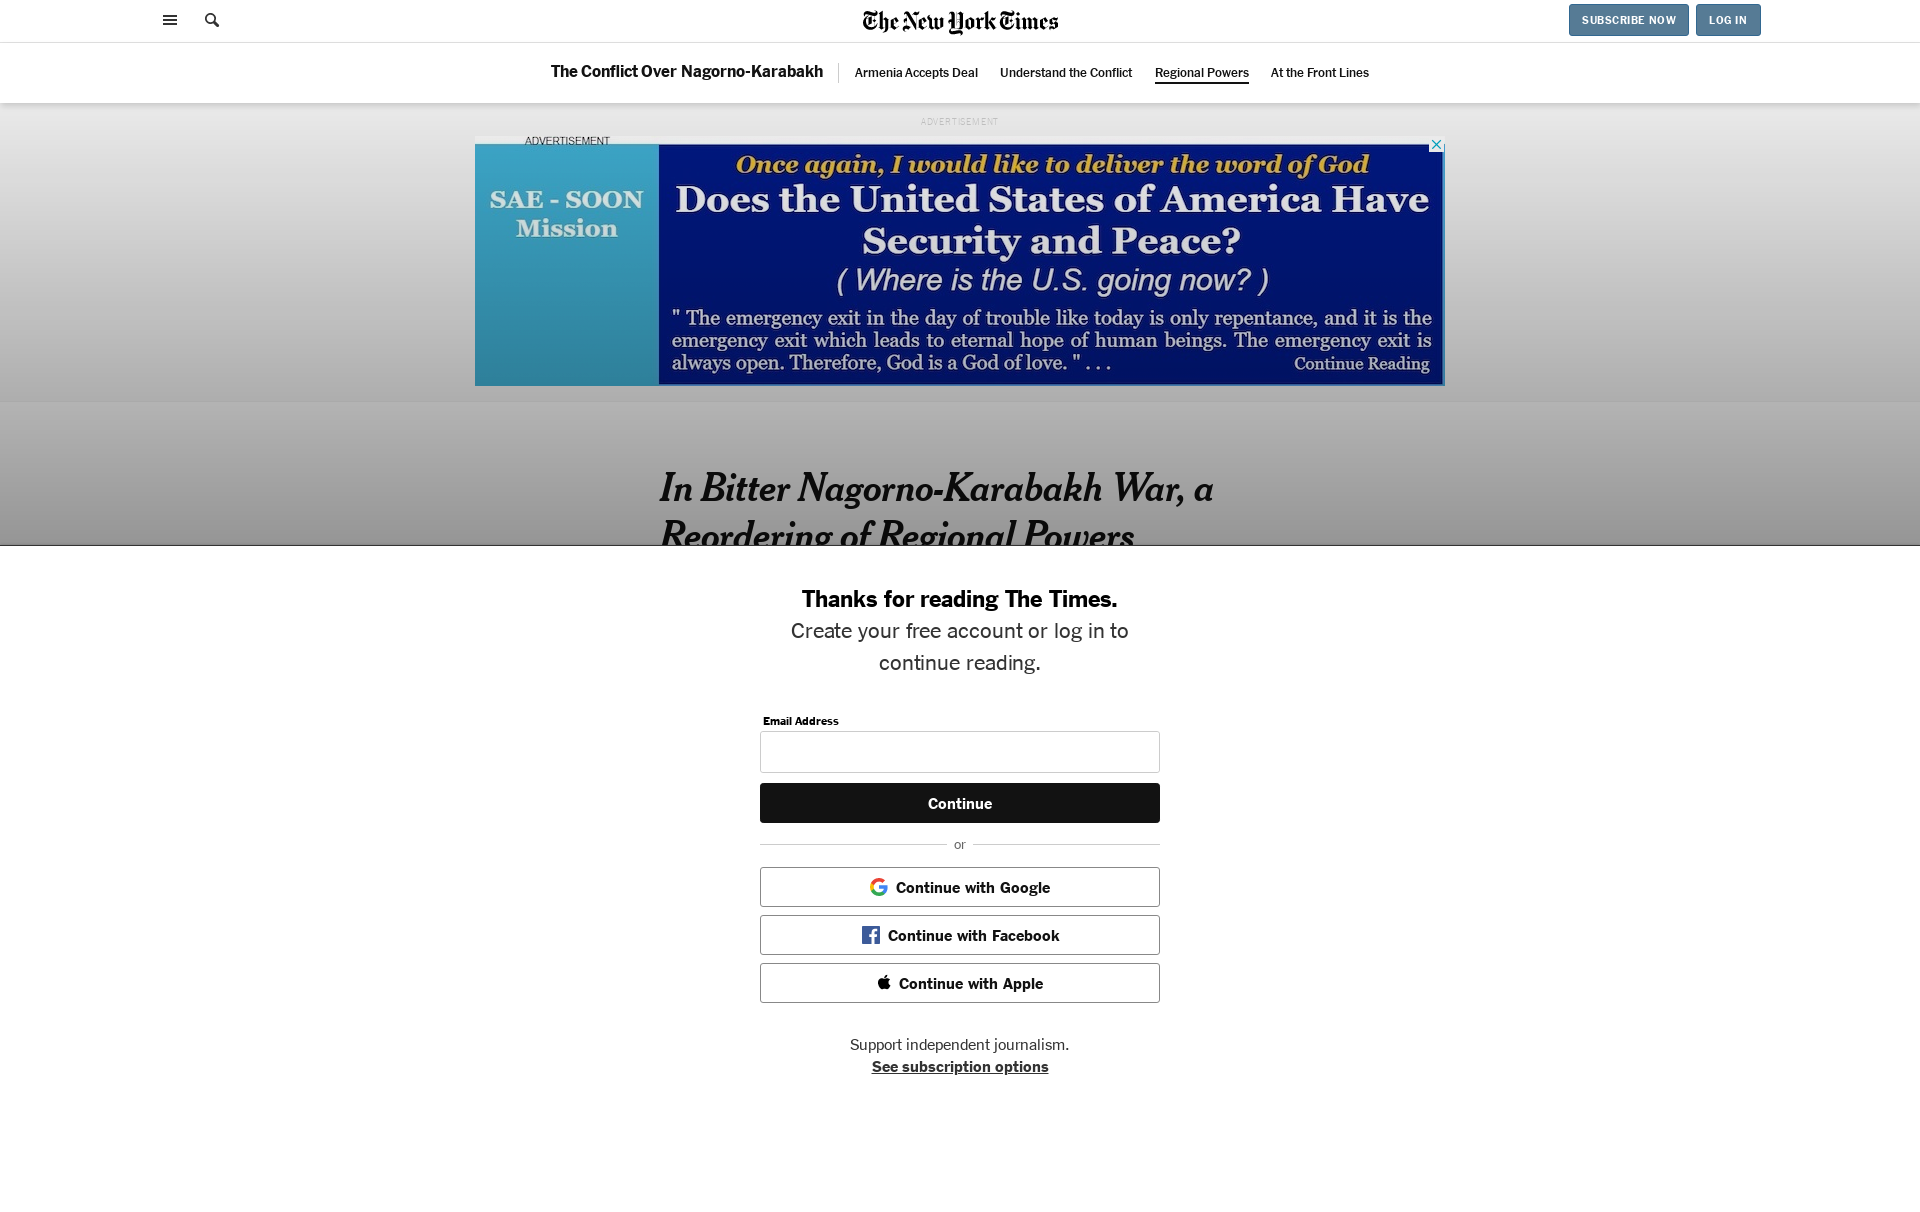 The New York Times
SUBSCRIBE NOW
LOG IN
The Conflict Over Nagorno-Karabakh
Armenia Accepts Deal
Understand the Conflict
Regional Powers
At the Front Lines
ADVERTISEMENT
ADVERTISEMENT
SAE - SOON
Mission
Once again, I would like to deliver the word of God
Does the United States of America Have
Security and Peace?
( Where is the U.S. going now? )
" The emergency exit in the day of trouble like today is only repentance, and it is the
emergency exit which leads to eternal hope of human beings. The emergency exit is
always open. Therefore, God is a God of love. " . . .
Continue Reading
In Bitter Nagorno-Karabakh War, a
Reordering of Regional Powers
Thanks for reading The Times.
Create your free account or log in to
continue reading.
Email Address
Continue
or
Continue with Google
Continue with Facebook
Continue with Apple
Support independent journalism.
See subscription options